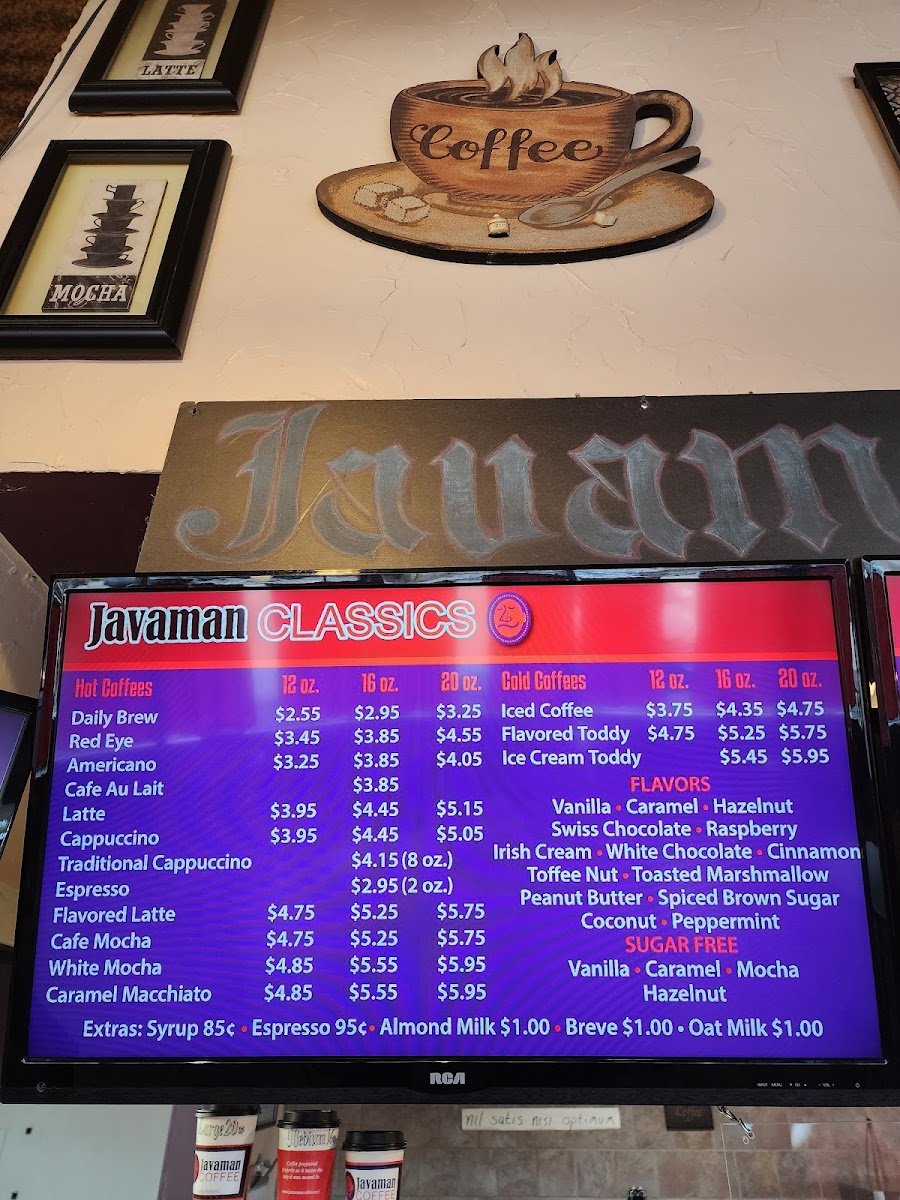 LATTE
MOCHA
Coffee
Javam
Javaman CLASSICS
Hot Coffees 12 oz. 16 oz. 20 oz.
Daily Brew $2.55 $2.95 $3.25
Red Eye $3.45 $3.85 $4.55
Americano $3.25 $3.85 $4.05
Cafe Au Lait $3.85
Latte $3.95 $4.45 $5.15
Cappuccino $3.95 $4.45 $5.05
Traditional Cappuccino $4.15 (8 oz.)
Espresso $2.95 (2 oz.)
Flavored Latte $4.75 $5.25 $5.75
Cafe Mocha $4.75 $5.25 $5.75
White Mocha $4.85 $5.55 $5.95
Caramel Macchiato $4.85 $5.55 $5.95
Cold Coffees 12 oz. 16 oz. 20 oz.
Iced Coffee $3.75 $4.35 $4.75
Flavored Toddy $4.75 $5.25 $5.75
Ice Cream Toddy $5.45 $5.95
FLAVORS
Vanilla • Caramel • Hazelnut
Swiss Chocolate • Raspberry
Irish Cream • White Chocolate • Cinnamon
Toffee Nut • Toasted Marshmallow
Peanut Butter • Spiced Brown Sugar
Coconut • Peppermint
SUGAR FREE
Vanilla • Caramel • Mocha
Hazelnut
Extras: Syrup 85¢ • Espresso 95¢ • Almond Milk $1.00 • Breve $1.00 • Oat Milk $1.00
RCA
nil satis nisi optimum
Coffee
Large 20oz
Javaman
COFFEE
Javaman
COFFEE